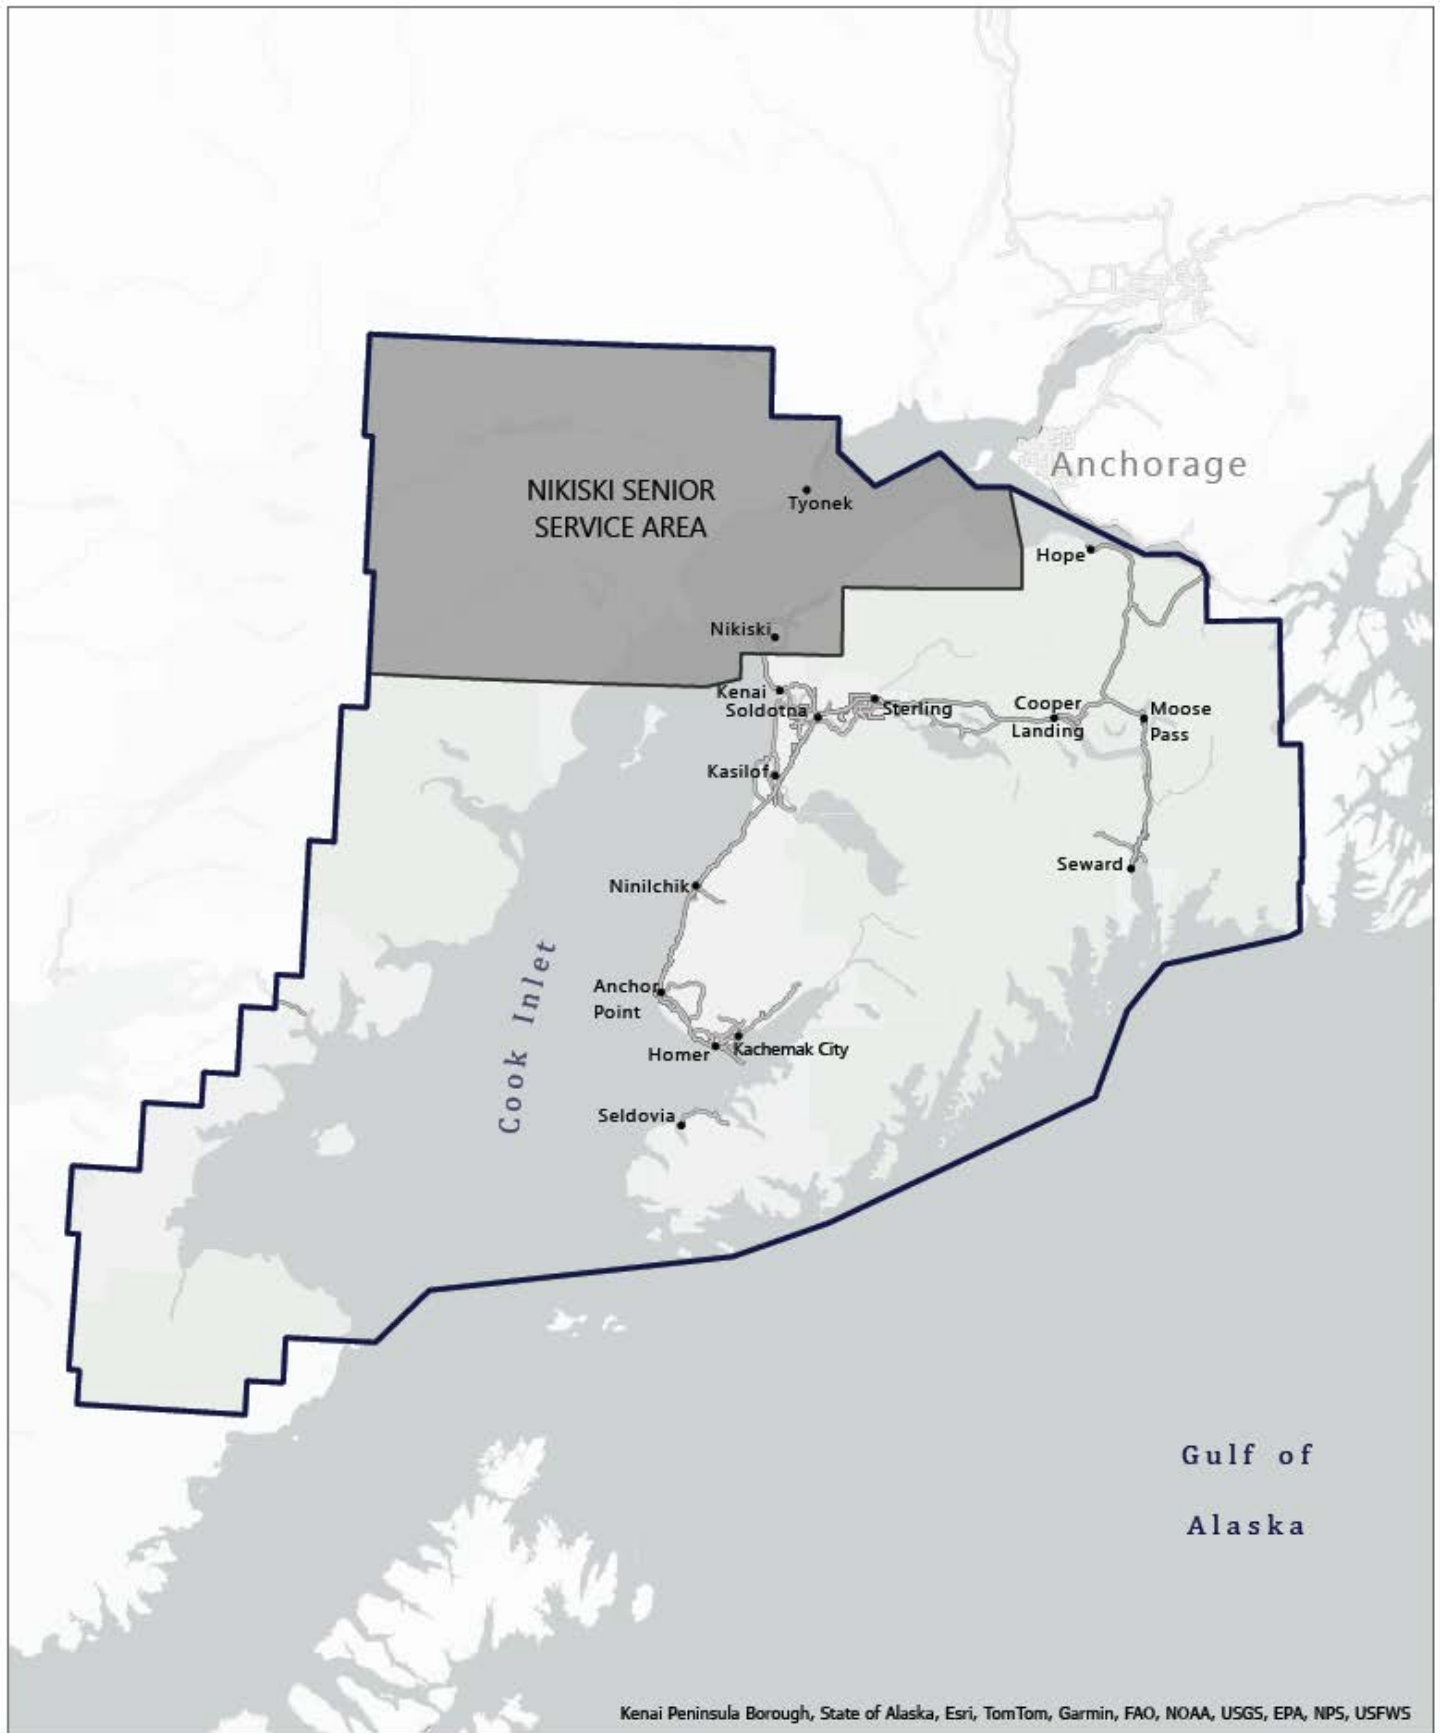 Anchorage
NIKISKI SENIOR
SERVICE AREA
Tyonek
Hope
Nikiski
Kenai
Soldotna
Sterling
Cooper
Landing
Moose
Pass
Kasilof
Seward
Ninilchik
Cook Inlet
Anchor
Point
Homer
Kachemak City
Seldovia
Gulf of
Alaska
Kenai Peninsula Borough, State of Alaska, Esri, TomTom, Garmin, FAO, NOAA, USGS, EPA, NPS, USFWS